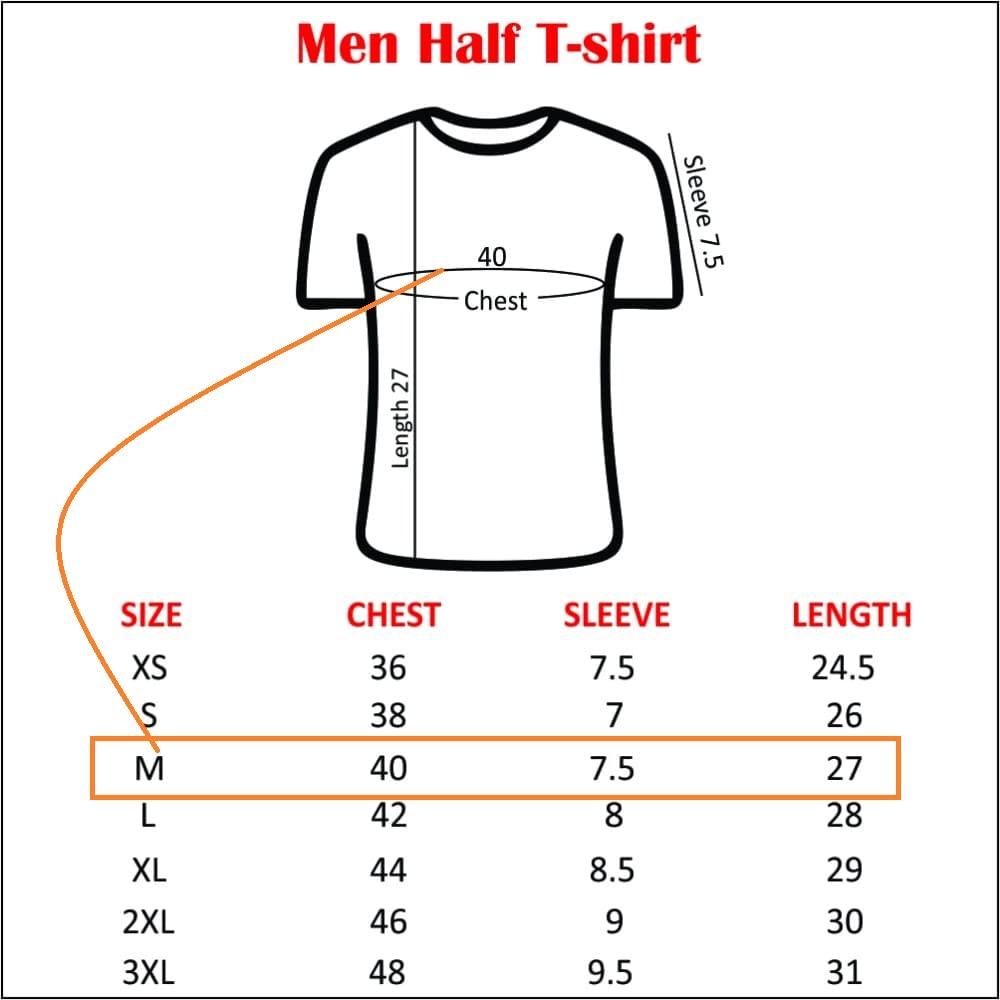 Men Half T-shirt
Sleeve 7.5
40
Chest
Length 27
SIZE CHEST SLEEVE LENGTH
XS 36 7.5 24.5
S 38 7 26
M 40 7.5 27
L 42 8 28
XL 44 8.5 29
2XL 46 9 30
3XL 48 9.5 31